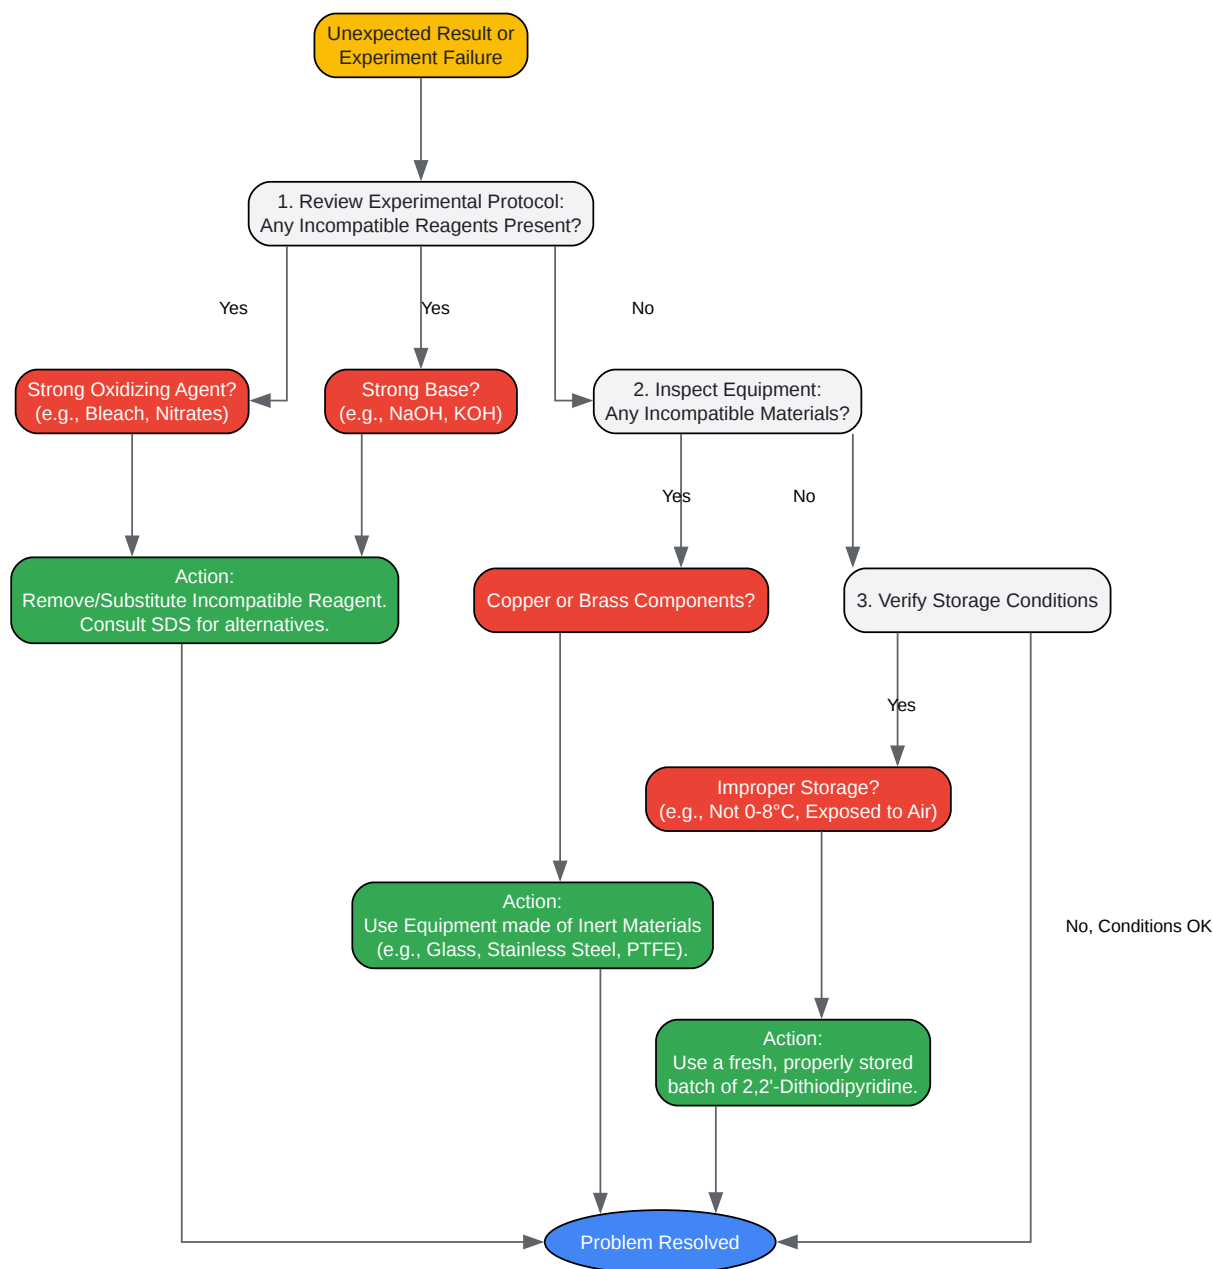 Unexpected Result or
Experiment Failure
1. Review Experimental Protocol:
Any Incompatible Reagents Present?
Yes
Yes
No
Strong Oxidizing Agent?
(e.g., Bleach, Nitrates)
Strong Base?
(e.g., NaOH, KOH)
2. Inspect Equipment:
Any Incompatible Materials?
Yes
No
Action:
Remove/Substitute Incompatible Reagent.
Consult SDS for alternatives.
Copper or Brass Components?
3. Verify Storage Conditions
Yes
Improper Storage?
(e.g., Not 0-8°C, Exposed to Air)
Action:
Use Equipment made of Inert Materials
(e.g., Glass, Stainless Steel, PTFE).
No, Conditions OK
Action:
Use a fresh, properly stored
batch of 2,2'-Dithiodipyridine.
Problem Resolved